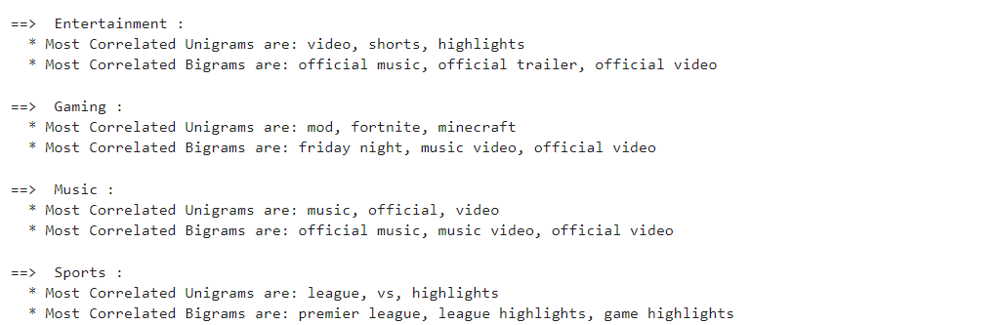 ==>  Entertainment :
  * Most Correlated Unigrams are: video, shorts, highlights
  * Most Correlated Bigrams are: official music, official trailer, official video
==>  Gaming :
  * Most Correlated Unigrams are: mod, fortnite, minecraft
  * Most Correlated Bigrams are: friday night, music video, official video
==>  Music :
  * Most Correlated Unigrams are: music, official, video
  * Most Correlated Bigrams are: official music, music video, official video
==>  Sports :
  * Most Correlated Unigrams are: league, vs, highlights
  * Most Correlated Bigrams are: premier league, league highlights, game highlights